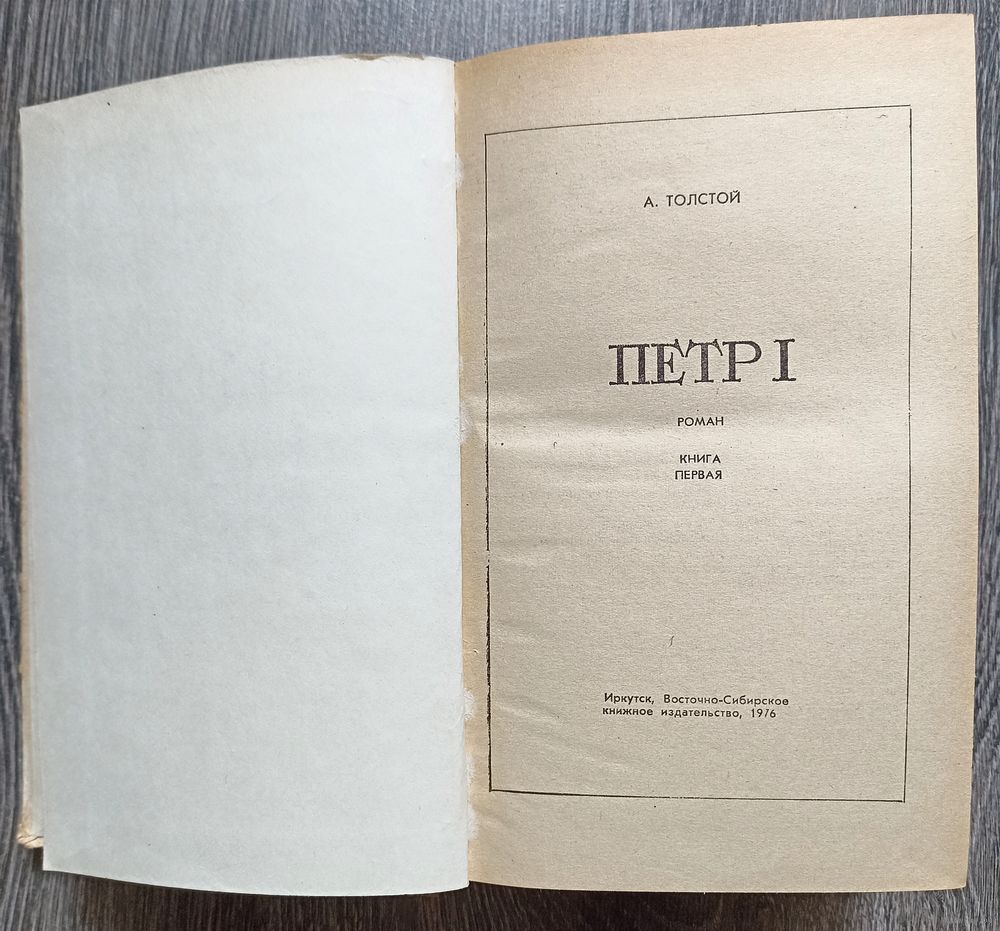 А. ТОЛСТОЙ
ПЕТР I
РОМАН
КНИГА
ПЕРВАЯ
Иркутск, Восточно-Сибирское
книжное издательство, 1976